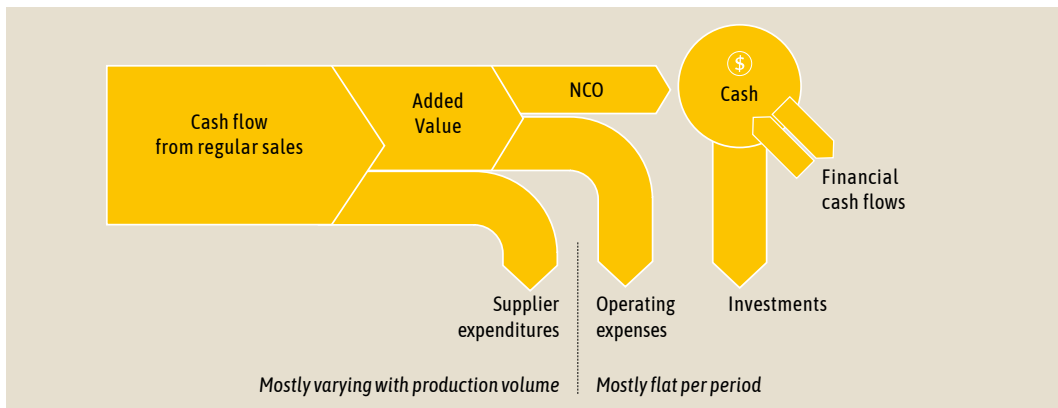 Cash flow
from regular sales
Added
Value
NCO
$
Cash
Financial
cash flows
Supplier
expenditures
Operating
expenses
Investments
Mostly varying with production volume
Mostly flat per period